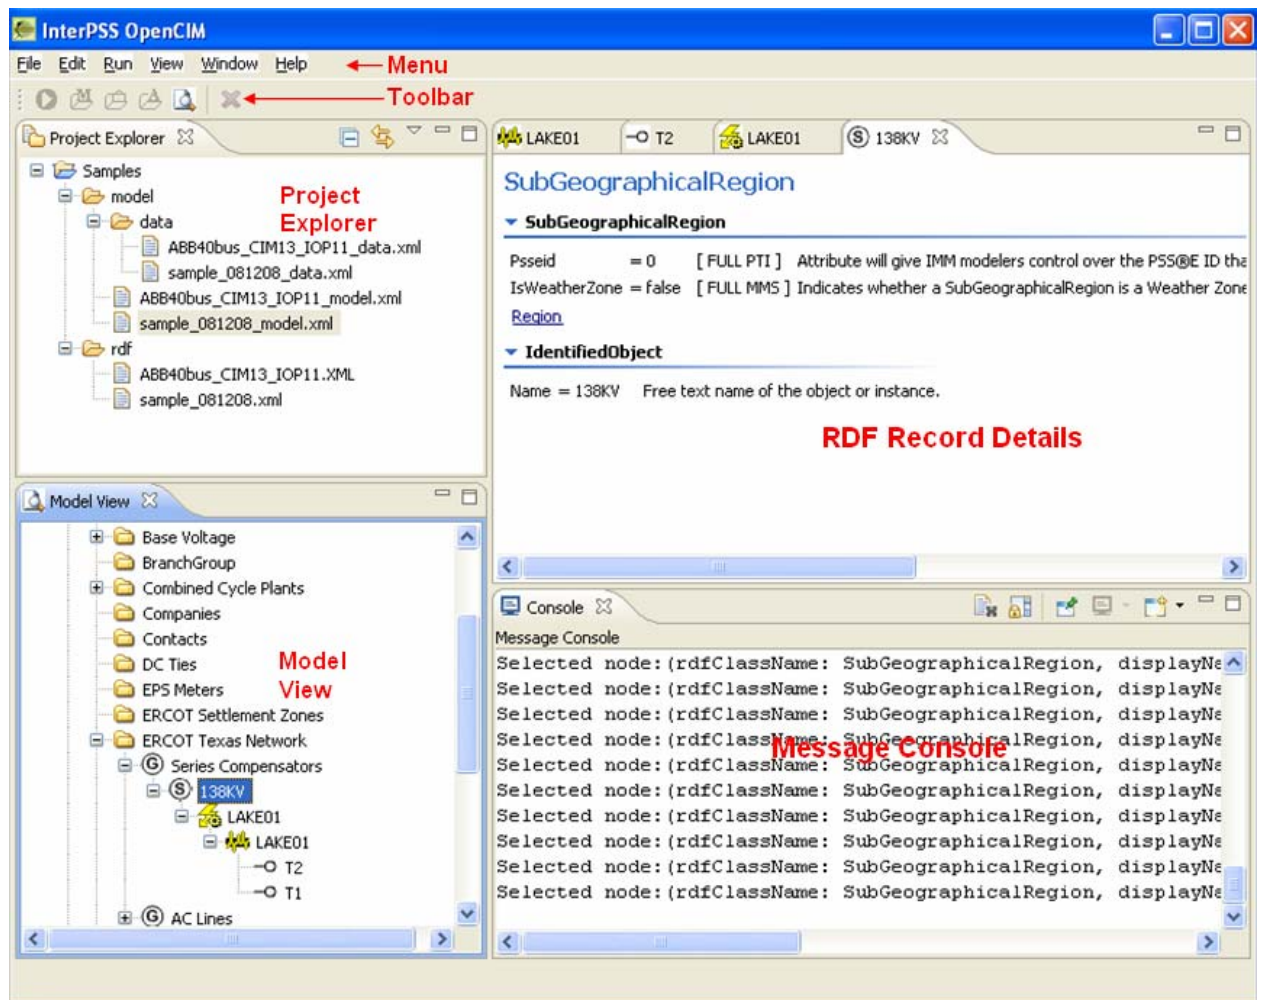 InterPSS OpenCIM
File Edit Run View Window Help
Menu
Toolbar
Project Explorer
Samples
model
data
ABB40bus_CIM13_IOP11_data.xml
sample_081208_data.xml
ABB40bus_CIM13_IOP11_model.xml
sample_081208_model.xml
rdf
ABB40bus_CIM13_IOP11.XML
sample_081208.xml
Project
Explorer
LAKE01 T2 LAKE01 138KV
SubGeographicalRegion
SubGeographicalRegion
Psseid = 0 [ FULL PTI ] Attribute will give IMM modelers control over the PSS®E ID tha
IsWeatherZone = false [ FULL MMS ] Indicates whether a SubGeographicalRegion is a Weather Zone
Region
IdentifiedObject
Name = 138KV Free text name of the object or instance.
RDF Record Details
Model View
Base Voltage
BranchGroup
Combined Cycle Plants
Companies
Contacts
DC Ties
EPS Meters
ERCOT Settlement Zones
ERCOT Texas Network
G Series Compensators
S 138KV
LAKE01
LAKE01
T2
T1
G AC Lines
Model
View
Console
Message Console
Selected node:(rdfClassName: SubGeographicalRegion, displayNa
Selected node:(rdfClassName: SubGeographicalRegion, displayNa
Selected node:(rdfClassName: SubGeographicalRegion, displayNa
Selected node:(rdfClassName: SubGeographicalRegion, displayNa
Selected node:(rdfClassName: SubGeographicalRegion, displayNa
Selected node:(rdfClassName: SubGeographicalRegion, displayNa
Selected node:(rdfClassName: SubGeographicalRegion, displayNa
Selected node:(rdfClassName: SubGeographicalRegion, displayNa
Selected node:(rdfClassName: SubGeographicalRegion, displayNa
Selected node:(rdfClassName: SubGeographicalRegion, displayNa
Message Console